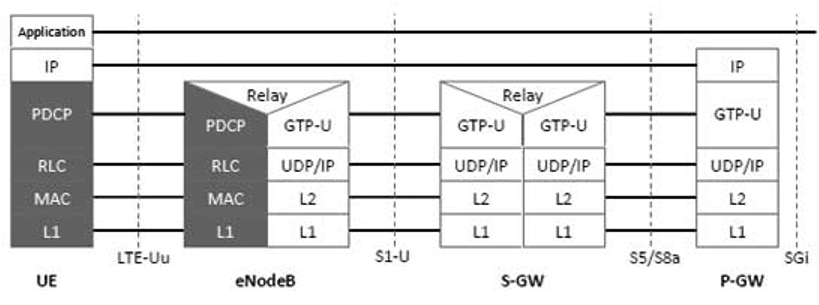 Application
IP IP
Relay Relay
PDCP PDCP GTP-U GTP-U GTP-U GTP-U
RLC RLC UDP/IP UDP/IP UDP/IP UDP/IP
MAC MAC L2 L2 L2 L2
L1 L1 L1 L1 L1 L1
LTE-Uu S1-U S5/S8a SGi
UE eNodeB S-GW P-GW